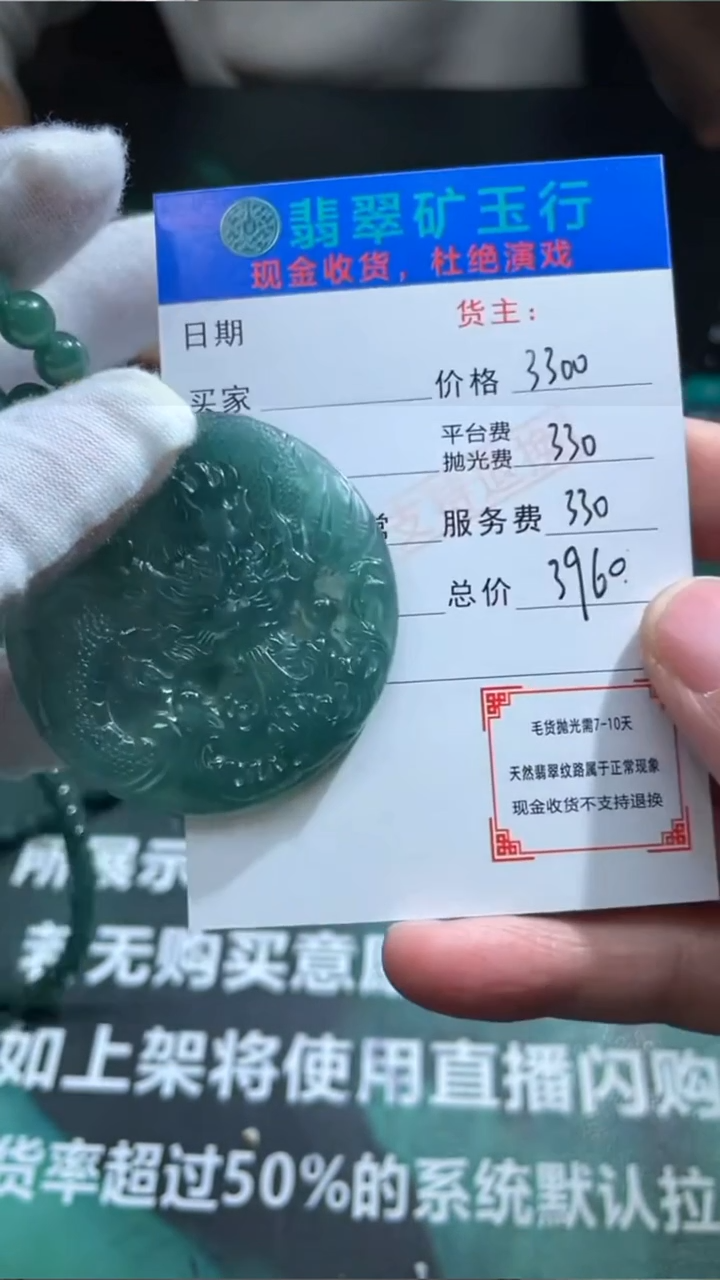 翡翠矿玉行
现金收货，杜绝演戏
日期
货主：
买家
价格 3300
平台费
抛光费 330
服务费 330
总价 3960
毛货抛光需7-10天
天然翡翠纹路属于正常现象
现金收货不支持退换
所展示
若无购买意
如上架将使用直播闪购
货率超过50%的系统默认拉